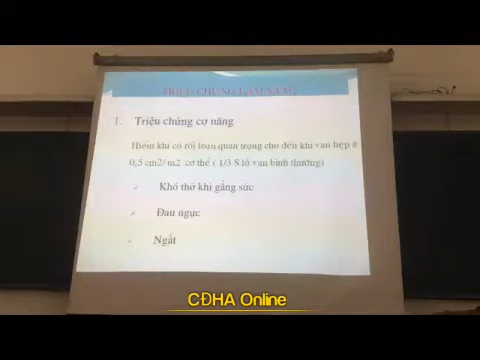 TRIỆU CHỨNG LÂM SÀNG
1. Triệu chứng cơ năng
Hiếm khi có rối loạn quan trọng cho đến khi van hẹp
0,5 cm2/ m2 cơ thể ( 1/3 S lỗ van bình thường)
Khó thở khi gắng sức
Đau ngực
Ngất
CĐHA Online